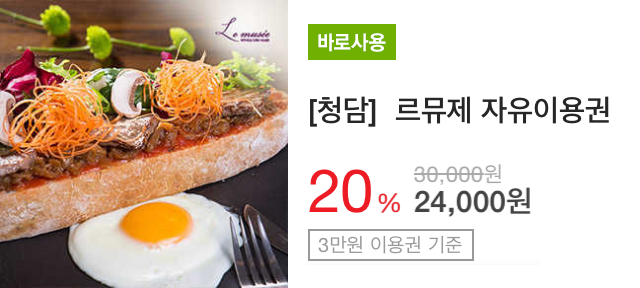 Le musée
바로사용
[청담] 르뮤제 자유이용권
30,000원
20% 24,000원
3만원 이용권 기준